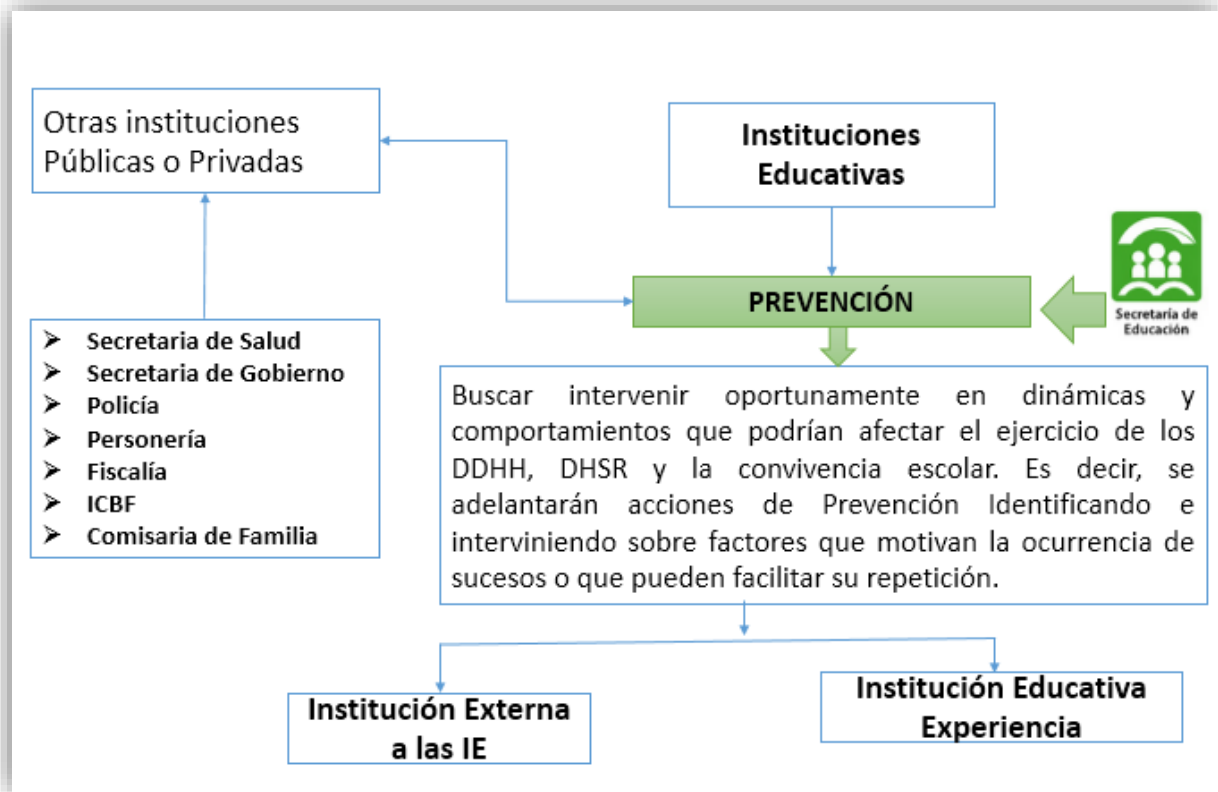 Otras instituciones
Públicas o Privadas
Instituciones
Educativas
PREVENCIÓN
Secretaría de
Educación
➢ Secretaria de Salud
➢ Secretaria de Gobierno
➢ Policía
➢ Personería
➢ Fiscalía
➢ ICBF
➢ Comisaria de Familia
Buscar intervenir oportunamente en dinámicas y
comportamientos que podrían afectar el ejercicio de los
DDHH, DHSR y la convivencia escolar. Es decir, se
adelantarán acciones de Prevención Identificando e
interviniendo sobre factores que motivan la ocurrencia de
sucesos o que pueden facilitar su repetición.
Institución Externa
a las IE
Institución Educativa
Experiencia